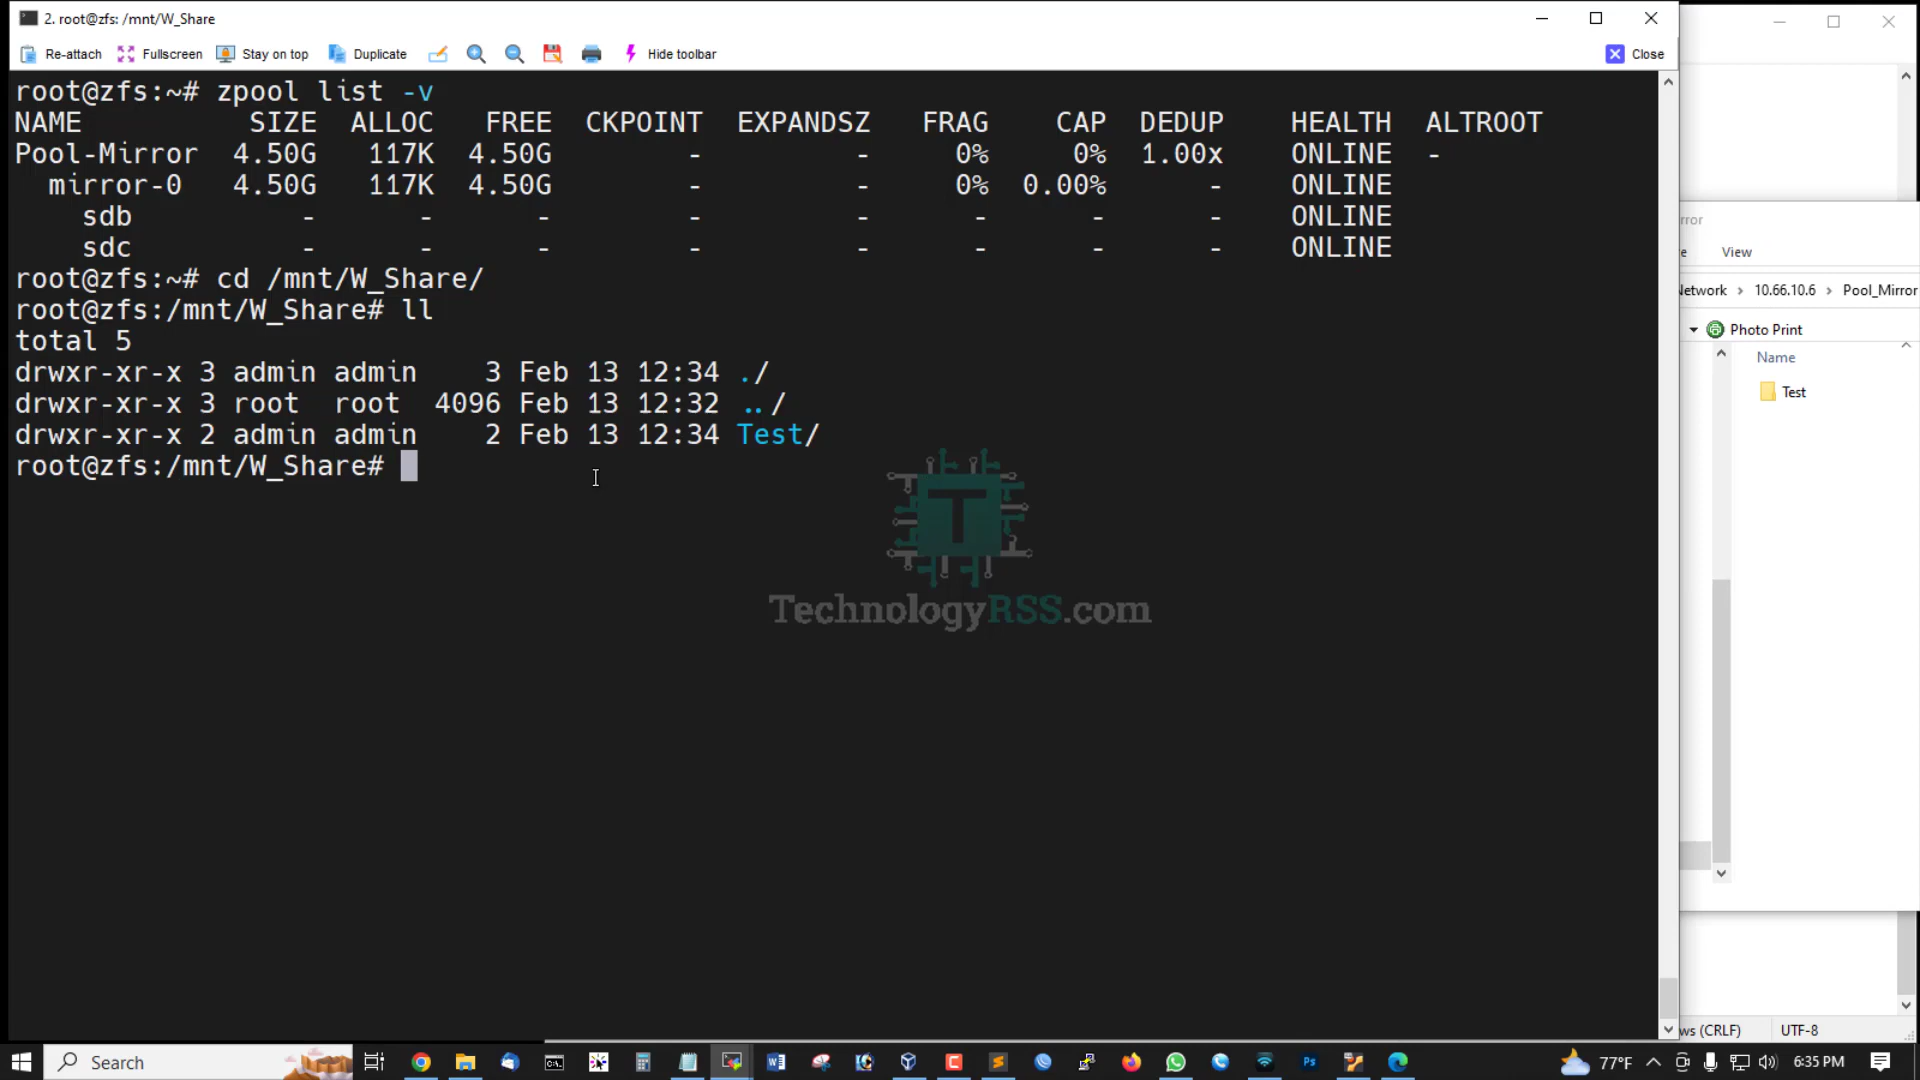 2. root@zfs: /mnt/W_Share
Re-attach Fullscreen Stay on top Duplicate Hide toolbar Close
root@zfs:~# zpool list -v
NAME SIZE ALLOC FREE CKPOINT EXPANDSZ FRAG CAP DEDUP HEALTH ALTROOT
Pool-Mirror 4.50G 117K 4.50G - - 0% 0% 1.00x ONLINE -
mirror-0 4.50G 117K 4.50G - - 0% 0.00% - ONLINE
sdb - - - - - - - - ONLINE
sdc - - - - - - - - ONLINE
root@zfs:~# cd /mnt/W_Share/
root@zfs:/mnt/W_Share# ll
total 5
drwxr-xr-x 3 admin admin 3 Feb 13 12:34 ./
drwxr-xr-x 3 root root 4096 Feb 13 12:32 ../
drwxr-xr-x 2 admin admin 2 Feb 13 12:34 Test/
root@zfs:/mnt/W_Share#
T
TechnologyRSS.com
rror
e View
Network > 10.66.10.6 > Pool_Mirror
Photo Print
Name
Test
ws (CRLF) UTF-8
Search
Ps
77°F
6:35 PM